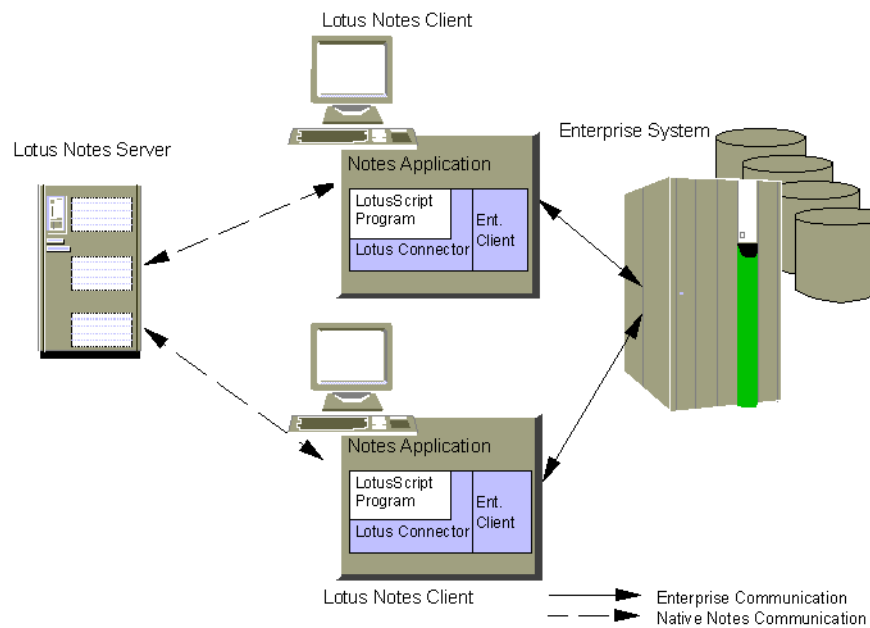 Lotus Notes Client
Lotus Notes Server
Enterprise System
Notes Application
LotusScript
Program
Lotus Connector
Ent.
Client
Notes Application
LotusScript
Program
Lotus Connector
Ent.
Client
Lotus Notes Client
Enterprise Communication
Native Notes Communication